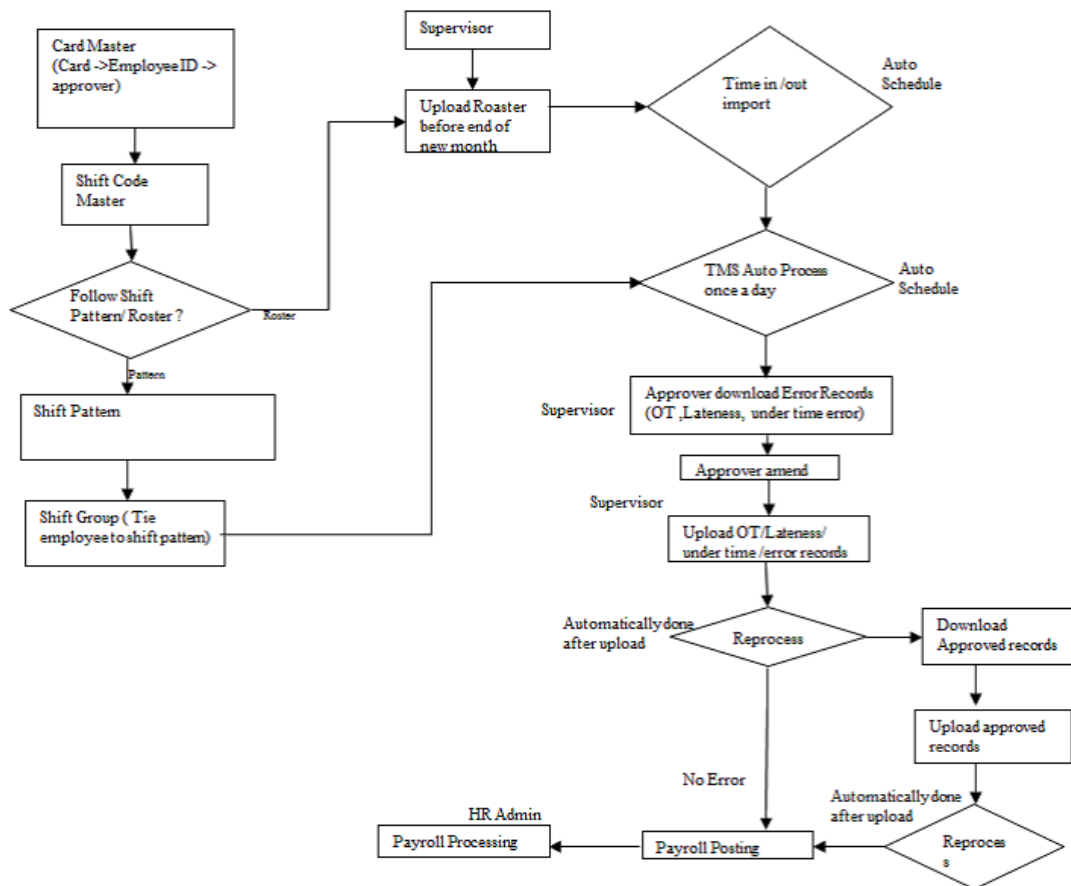 Card Master
(Card ->Employee ID ->
approver)
Supervisor
Time in /out
import
Auto
Schedule
Upload Roaster
before end of
new month
Shift Code
Master
Follow Shift
Pattern/ Roster ?
Roster
Pattern
TMS Auto Process
once a day
Auto
Schedule
Shift Pattern
Shift Group ( Tie
employee to shift pattern)
Supervisor
Approver download Error Records
(OT ,Lateness, under time error)
Approver amend
Supervisor
Upload OT/Lateness/
under time /error records
Automatically done
after upload
Reprocess
Download
Approved records
Upload approved
records
No Error
Automatically done
after upload
Reproces
s
HR Admin
Payroll Processing
Payroll Posting